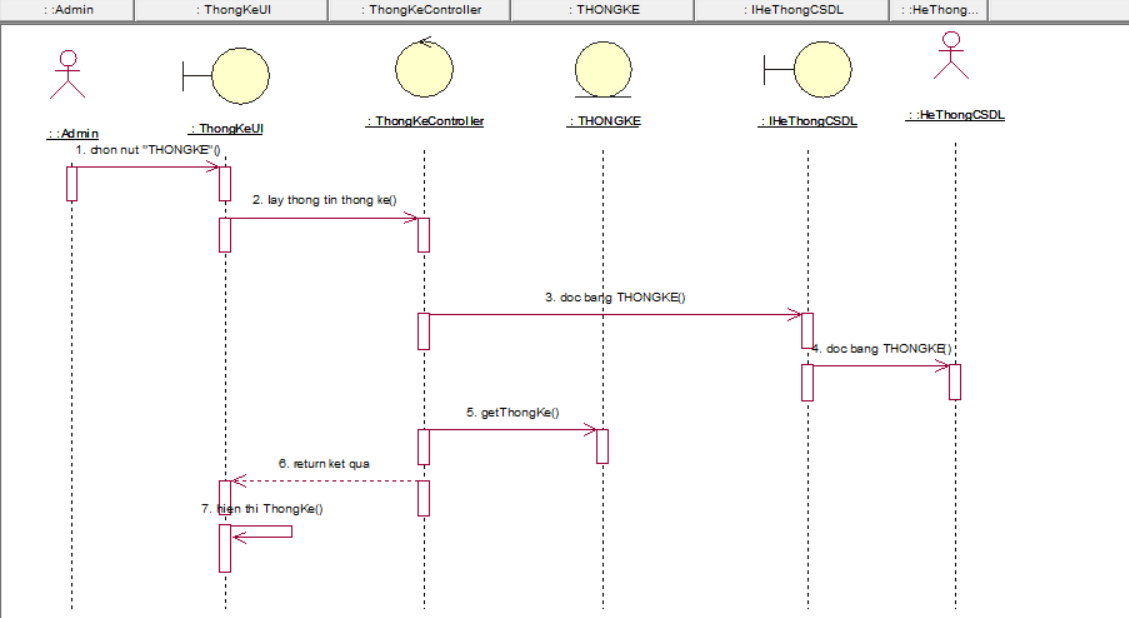 : :Admin
: ThongKeUI
: ThongKeController
: THONGKE
: IHeThongCSDL
: :HeThong...
: :Admin
: ThongKeUI
: ThongKeController
: THONGKE
: IHeThongCSDL
: :HeThongCSDL
1. chon nut "THONGKE"()
2. lay thong tin thong ke()
3. doc bang THONGKE()
4. doc bang THONGKE()
5. getThongKe()
6. return ket qua
7. hien thi ThongKe()